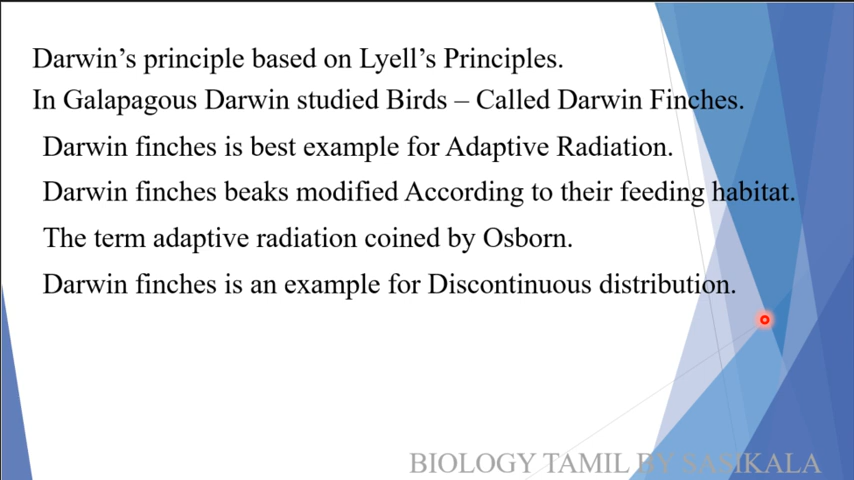 Darwin’s principle based on Lyell’s Principles.
In Galapagous Darwin studied Birds – Called Darwin Finches.
Darwin finches is best example for Adaptive Radiation.
Darwin finches beaks modified According to their feeding habitat.
The term adaptive radiation coined by Osborn.
Darwin finches is an example for Discontinuous distribution.
BIOLOGY TAMIL BY SASIKALA